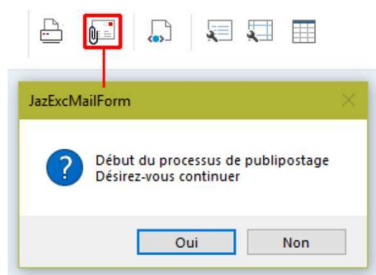 JazExcMailForm
Début du processus de publipostage
Désirez-vous continuer
Oui
Non